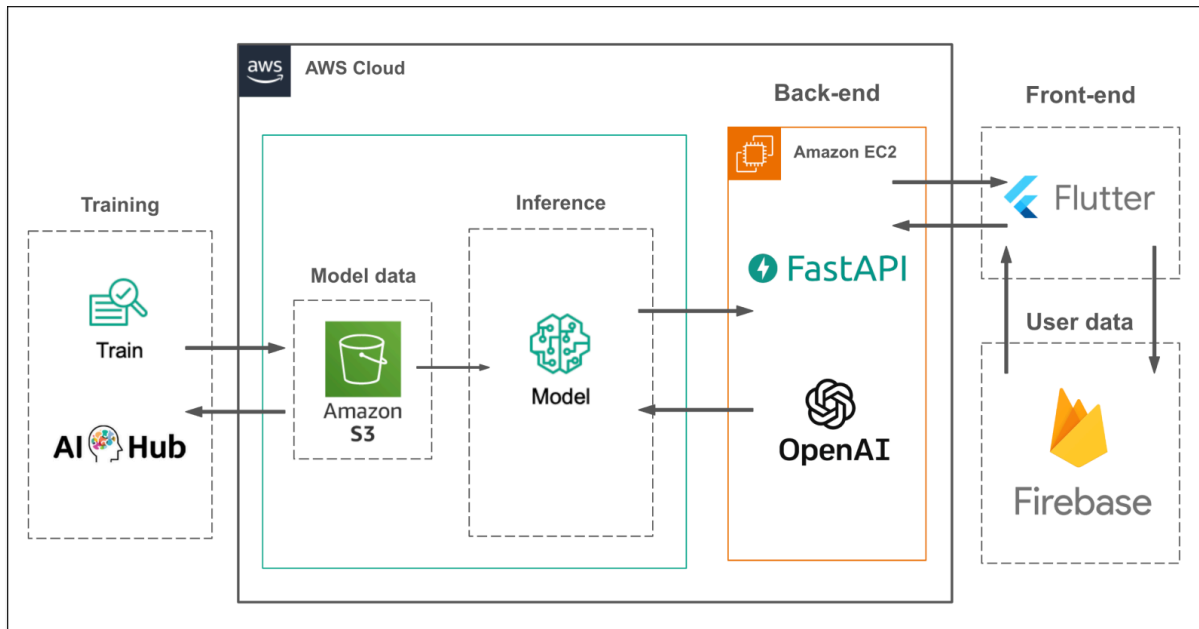 aws
AWS Cloud
Back-end
Front-end
Amazon EC2
Training
Inference
Flutter
Model data
FastAPI
User data
Train
Model
Amazon
S3
AI Hub
OpenAI
Firebase